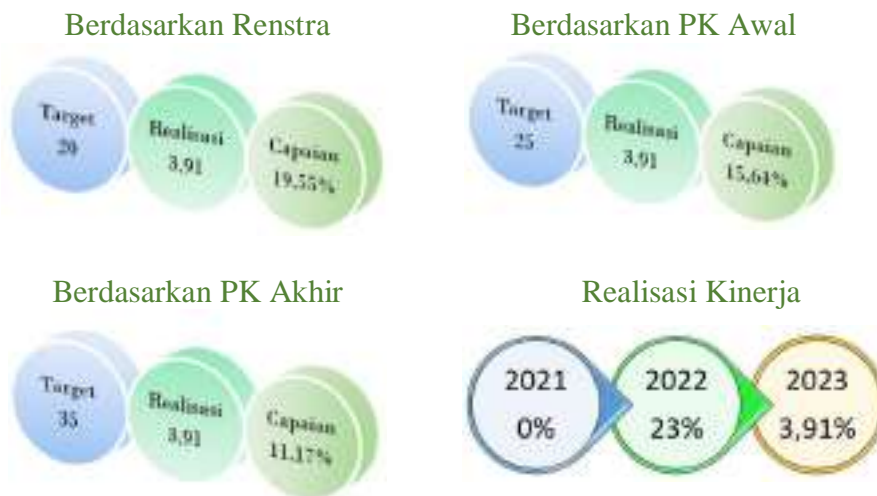 Berdasarkan Renstra
Target
20
Realisasi
3,91
Capaian
19.55%
Berdasarkan PK Awal
Target
25
Realisasi
3,91
Capaian
15,64%
Berdasarkan PK Akhir
Target
35
Realisasi
3,91
Capaian
11.17%
Realisasi Kinerja
2021
0%
2022
23%
2023
3,91%